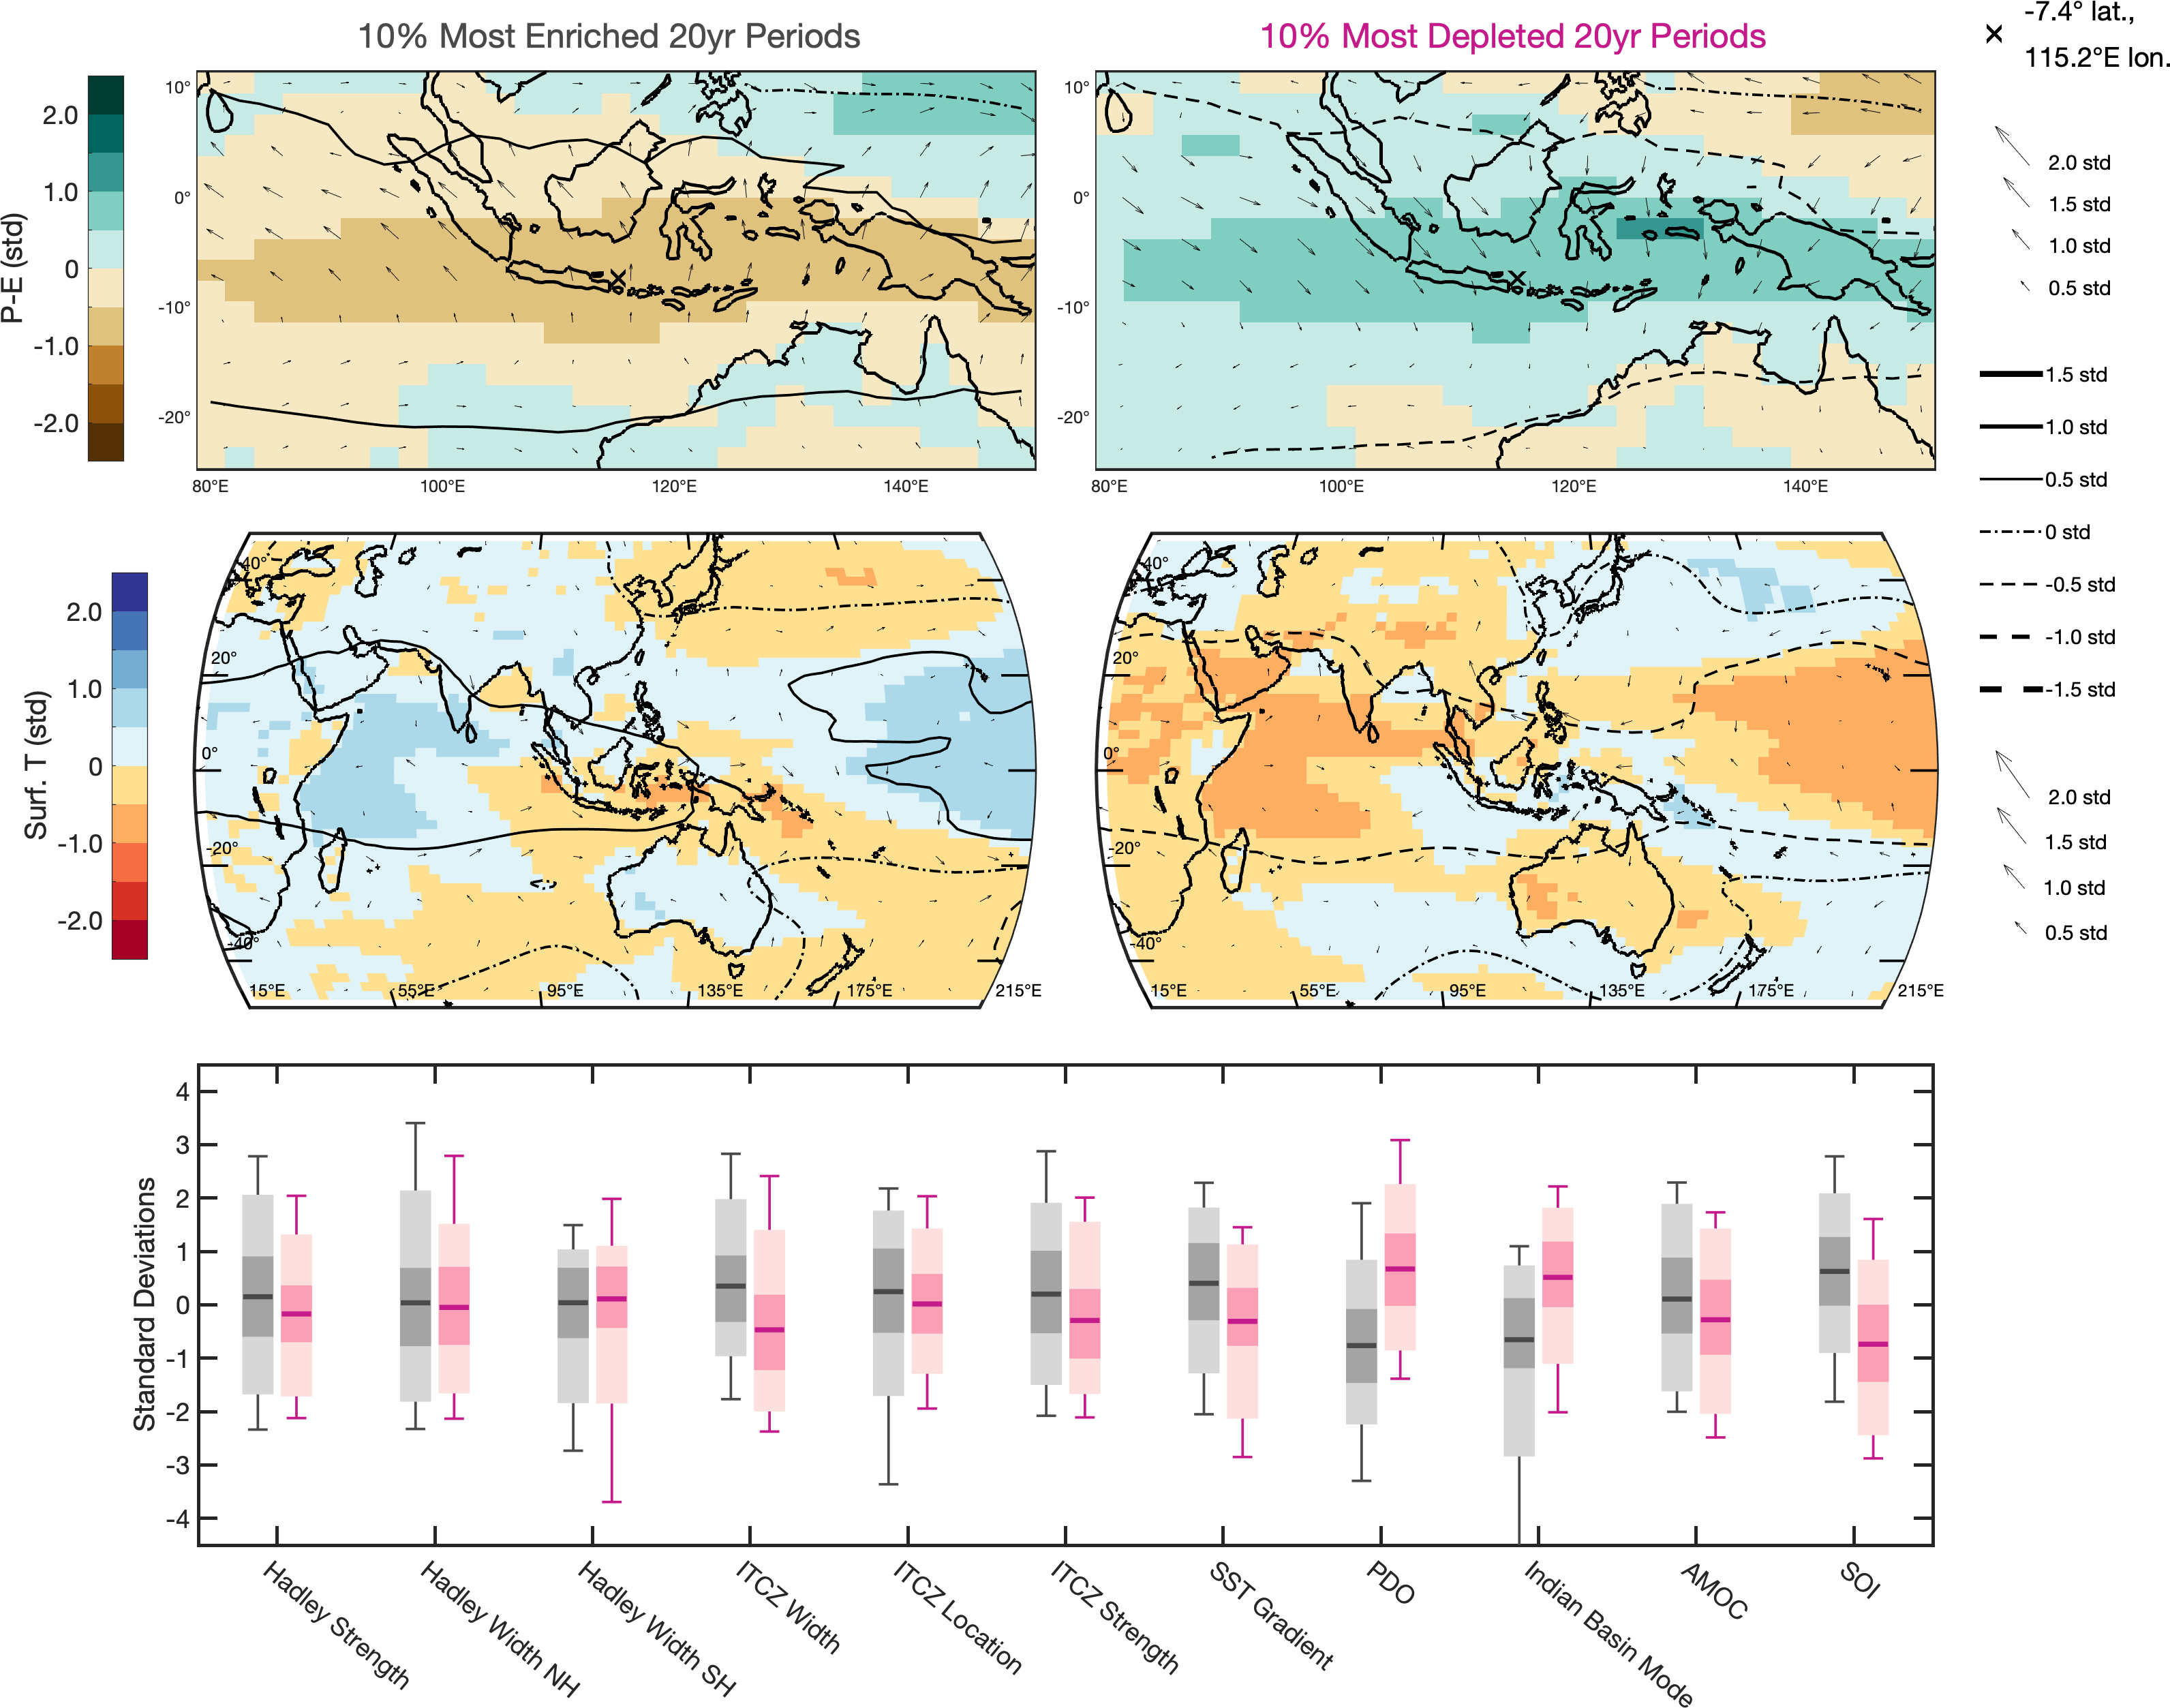 10% Most Enriched 20yr Periods
10% Most Depleted 20yr Periods
-7.4° lat.,
115.2°E lon.
P-E (std)
2.0
1.0
0
-1.0
-2.0
10°
0°
-10°
-20°
80°E
100°E
120°E
140°E
10°
0°
-10°
-20°
80°E
100°E
120°E
140°E
2.0 std
1.5 std
1.0 std
0.5 std
1.5 std
1.0 std
0.5 std
0 std
-0.5 std
-1.0 std
-1.5 std
Surf. T (std)
2.0
1.0
0
-1.0
-2.0
40°
20°
0°
-20°
-40°
15°E
55°E
95°E
135°E
175°E
215°E
40°
20°
0°
-20°
-40°
15°E
55°E
95°E
135°E
175°E
215°E
2.0 std
1.5 std
1.0 std
0.5 std
Standard Deviations
4
3
2
1
0
-1
-2
-3
-4
Hadley Strength
Hadley Width NH
Hadley Width SH
ITCZ Width
ITCZ Location
ITCZ Strength
SST Gradient
PDO
Indian Basin Mode
AMOC
SOI